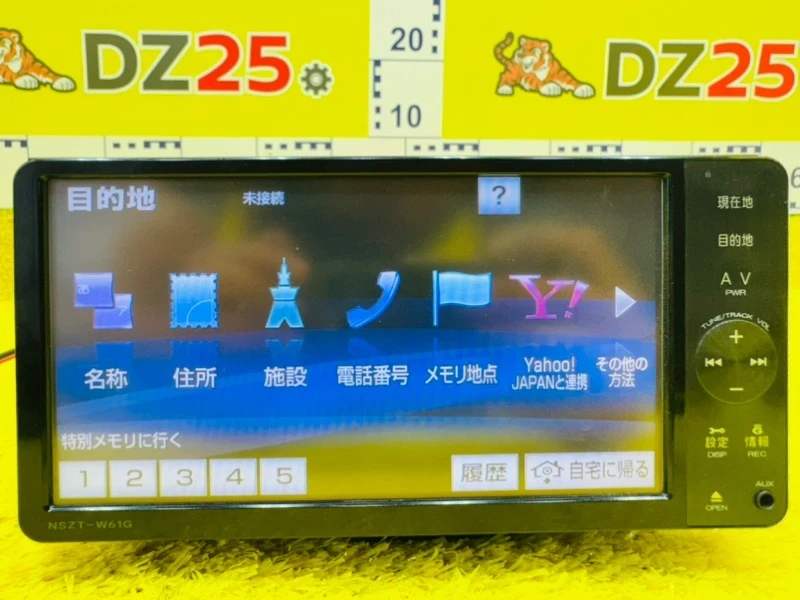 DZ25
DZ25
20
10
目的地
未接続
?
現在地
目的地
AV
PWR
TUNE/TRACK VOL
あ
ア
Y!
名称
住所
施設
電話番号
メモリ地点
Yahoo!
JAPANと連携
その他の
方法
特別メモリに行く
1 2 3 4 5
履歴
自宅に帰る
設定
DISP
情報
REC
OPEN
AUX
NSZT-W61G